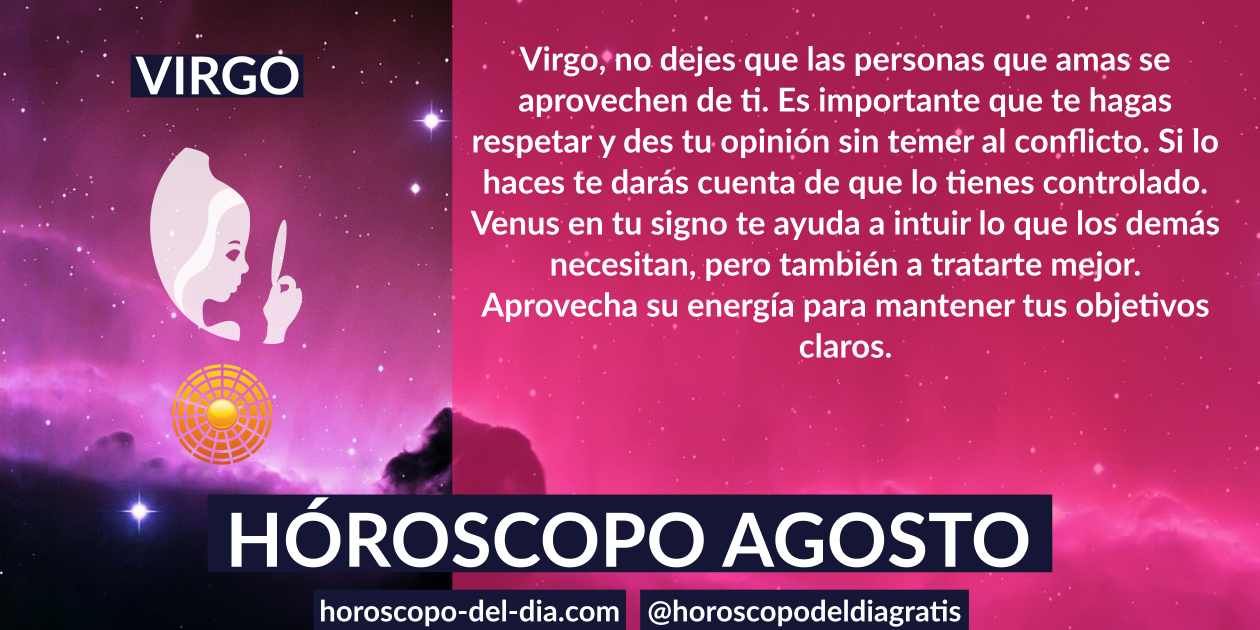 VIRGO
Virgo, no dejes que las personas que amas se
aprovechen de ti. Es importante que te hagas
respetar y des tu opinión sin temer al conflicto. Si lo
haces te darás cuenta de que lo tienes controlado.
Venus en tu signo te ayuda a intuir lo que los demás
necesitan, pero también a tratarte mejor.
Aprovecha su energía para mantener tus objetivos
claros.
HÓROSCOPO AGOSTO
horoscopo-del-dia.com
@horoscopodeldiagratis